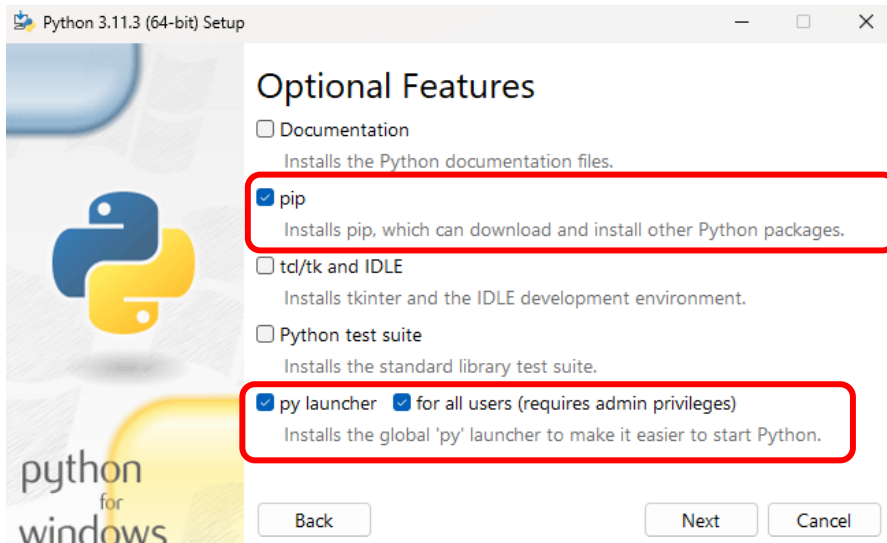 Python 3.11.3 (64-bit) Setup
Optional Features
Documentation
Installs the Python documentation files.
pip
Installs pip, which can download and install other Python packages.
tcl/tk and IDLE
Installs tkinter and the IDLE development environment.
Python test suite
Installs the standard library test suite.
py launcher for all users (requires admin privileges)
Installs the global 'py' launcher to make it easier to start Python.
python
for
windows
Back Next Cancel